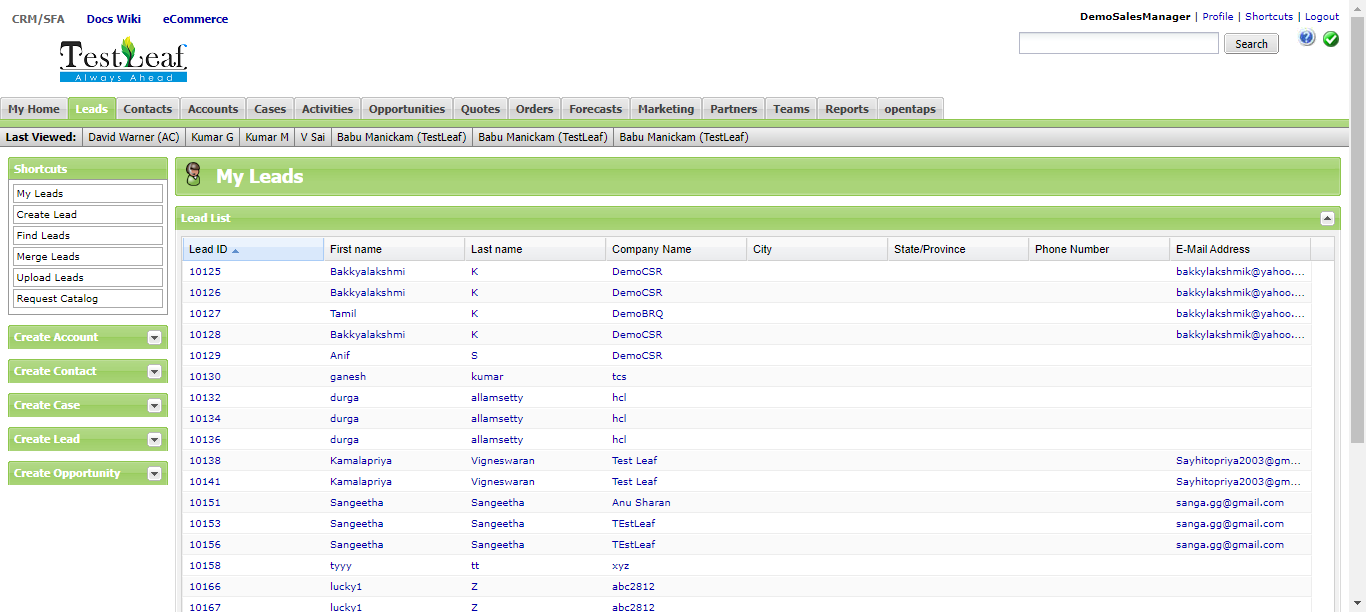 CRM/SFA Docs Wiki eCommerce
DemoSalesManager | Profile | Shortcuts | Logout
Search
TestLeaf
Always Ahead
My Home Leads Contacts Accounts Cases Activities Opportunities Quotes Orders Forecasts Marketing Partners Teams Reports opentaps
Last Viewed: David Warner (AC) Kumar G Kumar M V Sai Babu Manickam (TestLeaf) Babu Manickam (TestLeaf) Babu Manickam (TestLeaf)
Shortcuts
My Leads
Create Lead
Find Leads
Merge Leads
Upload Leads
Request Catalog
Create Account
Create Contact
Create Case
Create Lead
Create Opportunity
My Leads
Lead List
Lead ID First name Last name Company Name City State/Province Phone Number E-Mail Address
10125 Bakkyalakshmi K DemoCSR bakkylakshmik@yahoo....
10126 Bakkyalakshmi K DemoCSR bakkylakshmik@yahoo....
10127 Tamil K DemoBRQ bakkylakshmik@yahoo....
10128 Bakkyalakshmi K DemoCSR bakkylakshmik@yahoo....
10129 Anif S DemoCSR
10130 ganesh kumar tcs
10132 durga allamsetty hcl
10134 durga allamsetty hcl
10136 durga allamsetty hcl
10138 Kamalapriya Vigneswaran Test Leaf Sayhitopriya2003@gm...
10141 Kamalapriya Vigneswaran Test Leaf Sayhitopriya2003@gm...
10151 Sangeetha Sangeetha Anu Sharan sanga.gg@gmail.com
10153 Sangeetha Sangeetha TEstLeaf sanga.gg@gmail.com
10156 Sangeetha Sangeetha TEstLeaf sanga.gg@gmail.com
10158 tyyy tt xyz
10166 lucky1 Z abc2812
10167 lucky1 Z abc2812